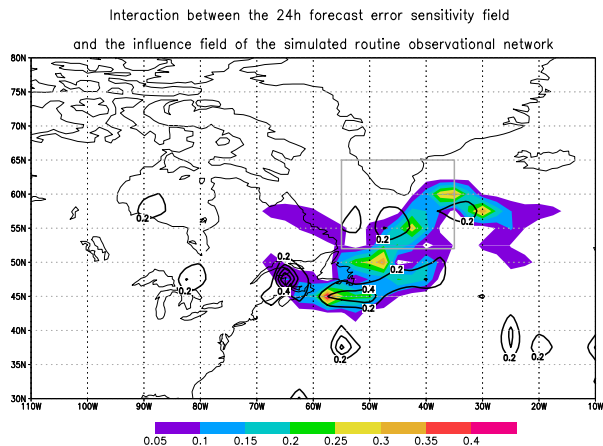 Interaction between the 24h forecast error sensitivity field
and the influence field of the simulated routine observational network
80N
75N
70N
65N
60N
55N
50N
45N
40N
35N
30N
0.2
0.2
0.2
0.2
0.2
0.2
0.4
0.4
0.2
0.2
0.2
0.2
0.2
110W 100W 90W 80W 70W 60W 50W 40W 30W 20W 10W
0.05 0.1 0.15 0.2 0.25 0.3 0.35 0.4